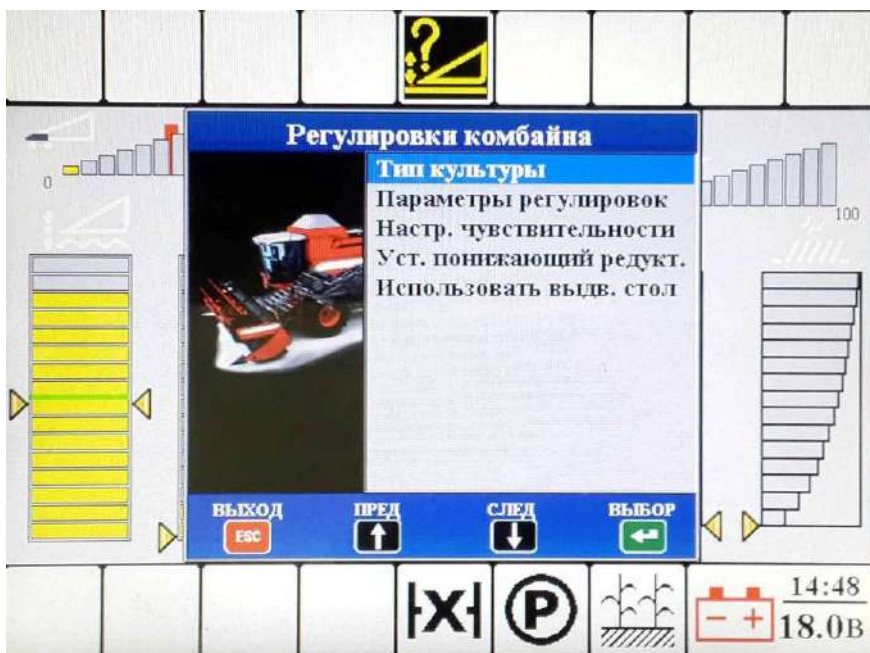 ?
Регулировки комбайна
Тип культуры
Параметры регулировок
Настр. чувствительности
Уст. понижающий редукт.
Использовать выдв. стол
0
100
ВЫХОД ПРЕД СЛЕД ВЫБОР
ESC
X P - + 14:48
18.0В